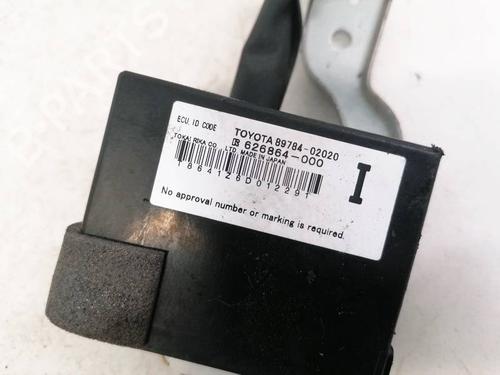 ECU. ID CODE
TOYOTA 89784-02020
626864-000
TOKAI RIKA CO., LTD MADE IN JAPAN
1864126D012291
No approval number or marking is required.
I